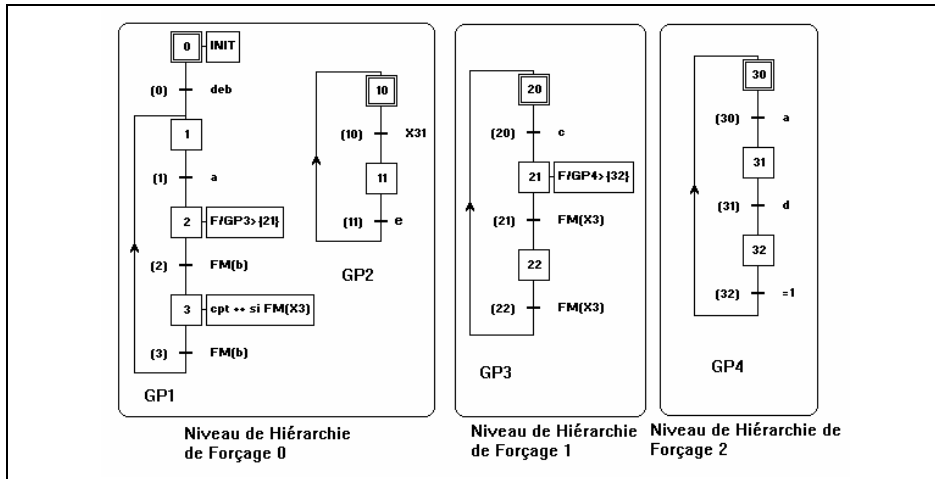 0 INIT
(0) deb
1
(1) a
2 F/GP3>{21}
(2) FM(b)
3 cpt ++ si FM(X3)
(3) FM(b)
GP1
10
(10) X31
11
(11) e
GP2
Niveau de Hiérarchie
de Forçage 0
20
(20) c
21 F/GP4>{32}
(21) FM(X3)
22
(22) FM(X3)
GP3
Niveau de Hiérarchie
de Forçage 1
30
(30) a
31
(31) d
32
(32) =1
GP4
Niveau de Hiérarchie de
Forçage 2